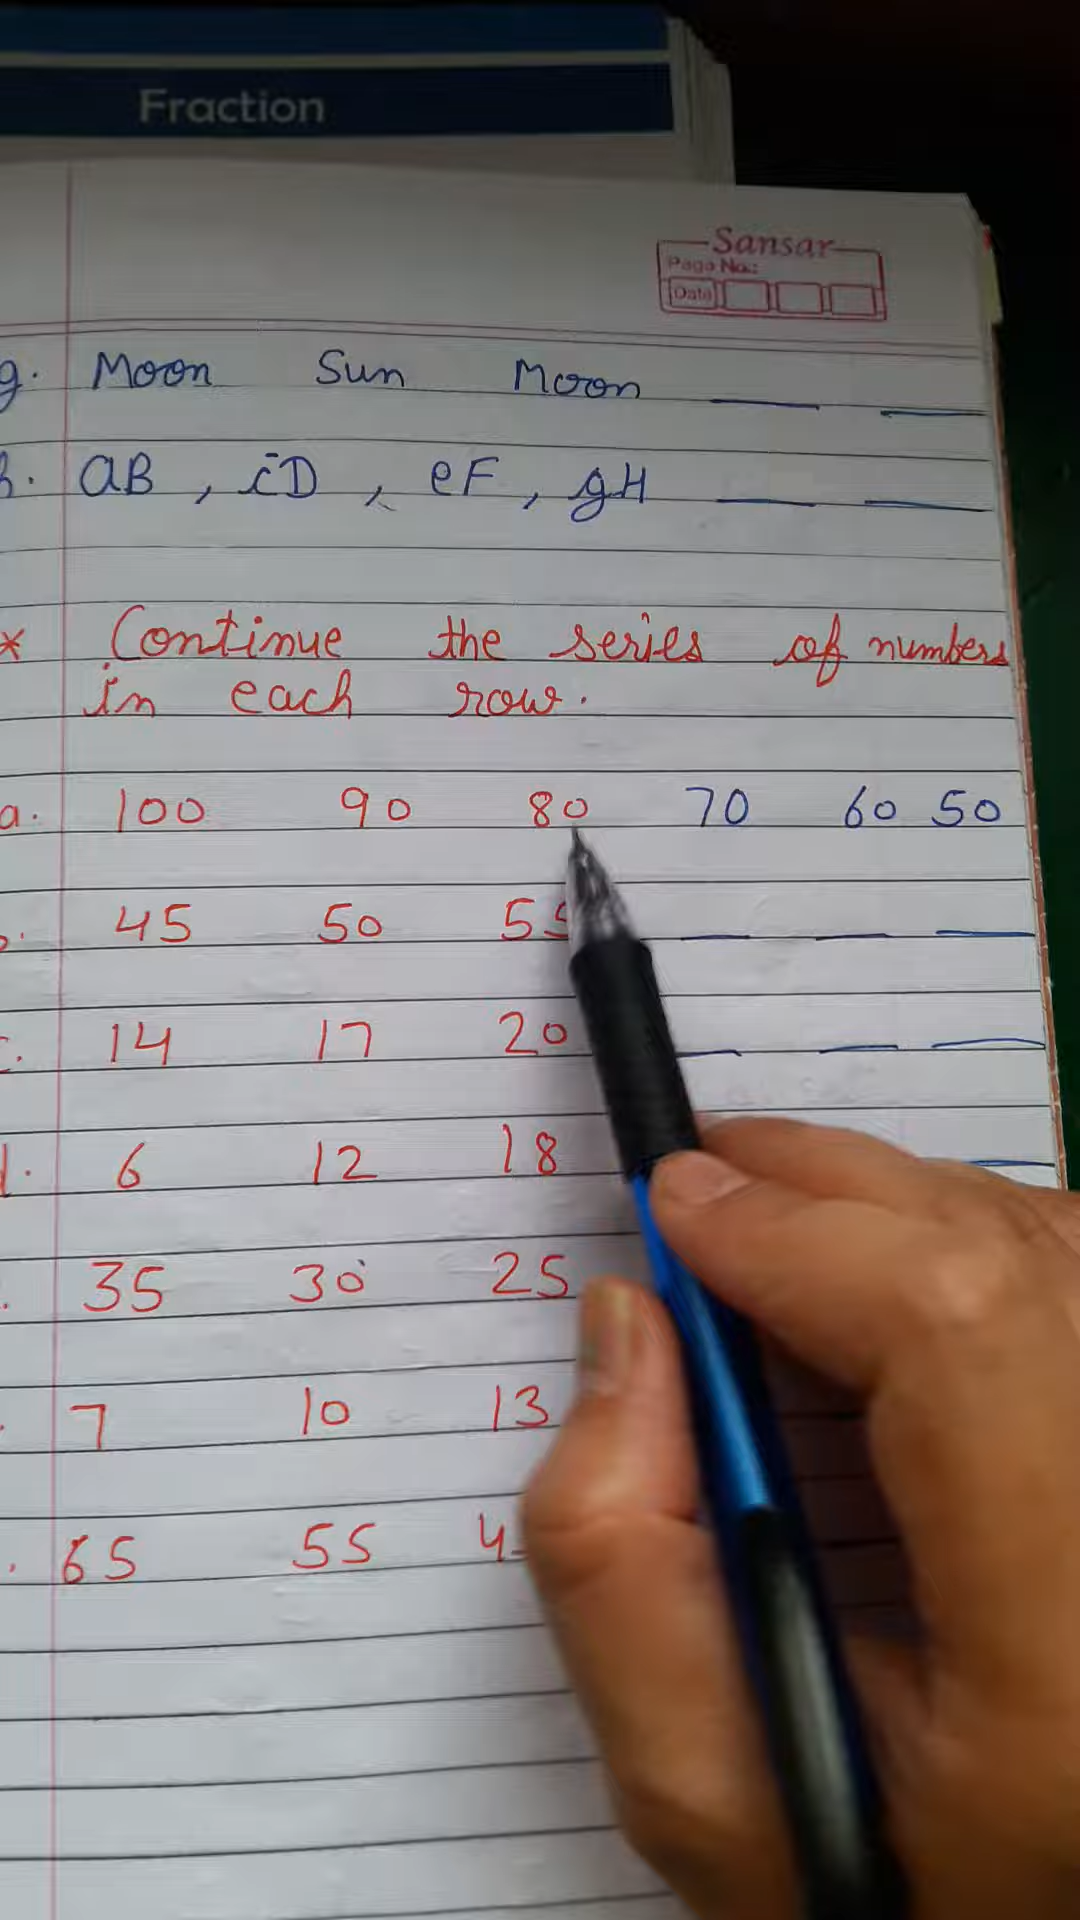 Fraction
Sansar
Page No.:
Date
g. Moon Sun Moon
h. aB , cD , eF , gH
* Continue the series of numbers
in each row.
a. 100 90 80 70 60 50
45 50 55
14 17 20
6 12 18
35 30 25
7 10 13
65 55